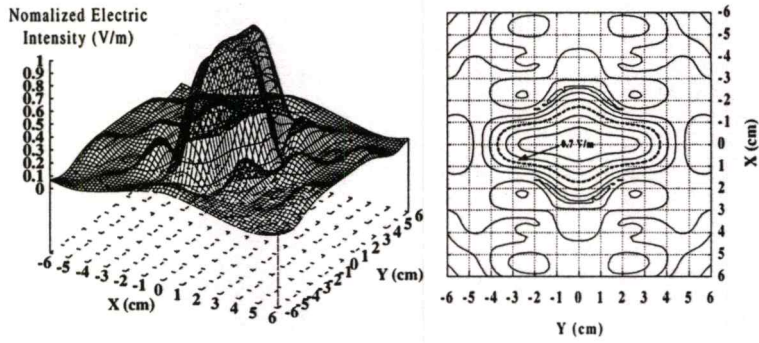 Nomalized Electric
Intensity (V/m)
1
0.9
0.8
0.7
0.6
0.5
0.4
0.3
0.2
0.1
0
-6 -5 -4 -3 -2 -1 0 1 2 3 4 5 6
X (cm)
-6 -5 -4 -3 -2 -1 0 1 2 3 4 5 6
Y (cm)
0.7 V/m
-6
-5
-4
-3
-2
-1
0
1
2
3
4
5
6
X (cm)
-6 -5 -4 -3 -2 -1 0 1 2 3 4 5 6
Y (cm)